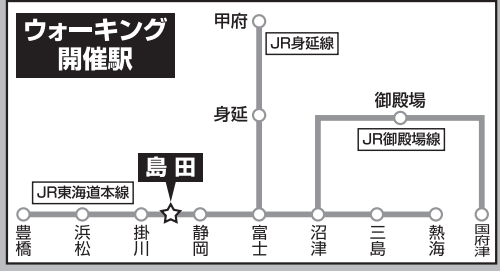 ウォーキング
開催駅
甲府
JR身延線
身延
御殿場
JR御殿場線
島田
JR東海道本線
豊橋
浜松
掛川
静岡
富士
沼津
三島
熱海
国府津